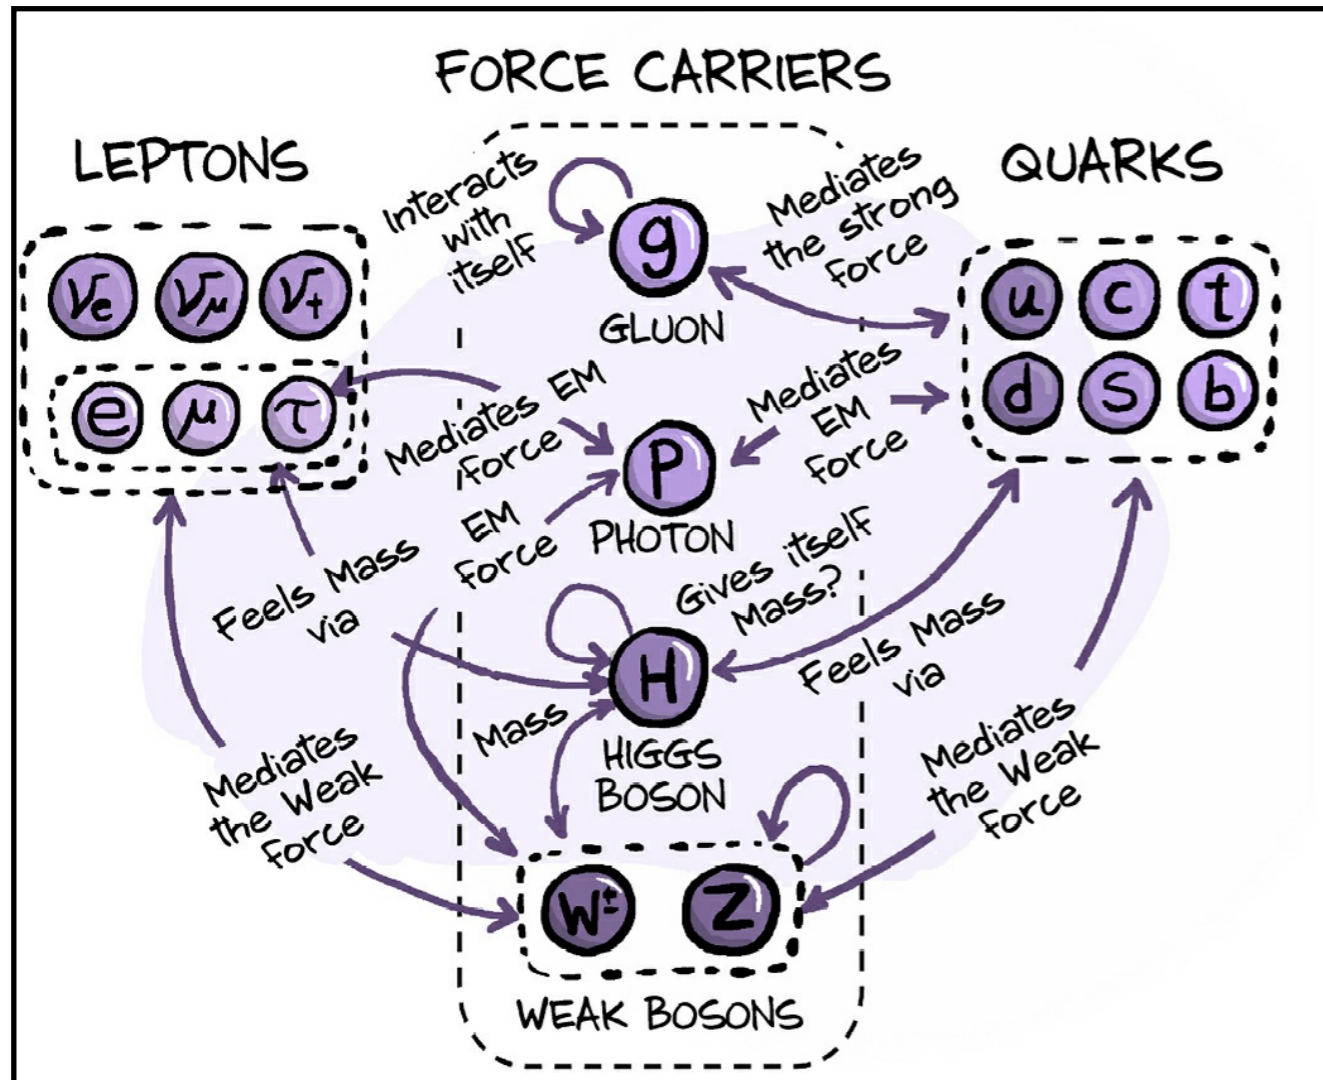 FORCE CARRIERS
LEPTONS
QUARKS
Interacts
with
itself
g
GLUON
Mediates
the strong
force
νe νμ ντ
e μ τ
u c t
d s b
Mediates EM
force
P
PHOTON
Mediates
EM
force
EM
force
Feels Mass
via
Gives itself
Mass?
H
HIGGS
BOSON
Feels Mass
via
Mass
Mediates
the Weak
force
Mediates
the Weak
force
W± Z
WEAK BOSONS